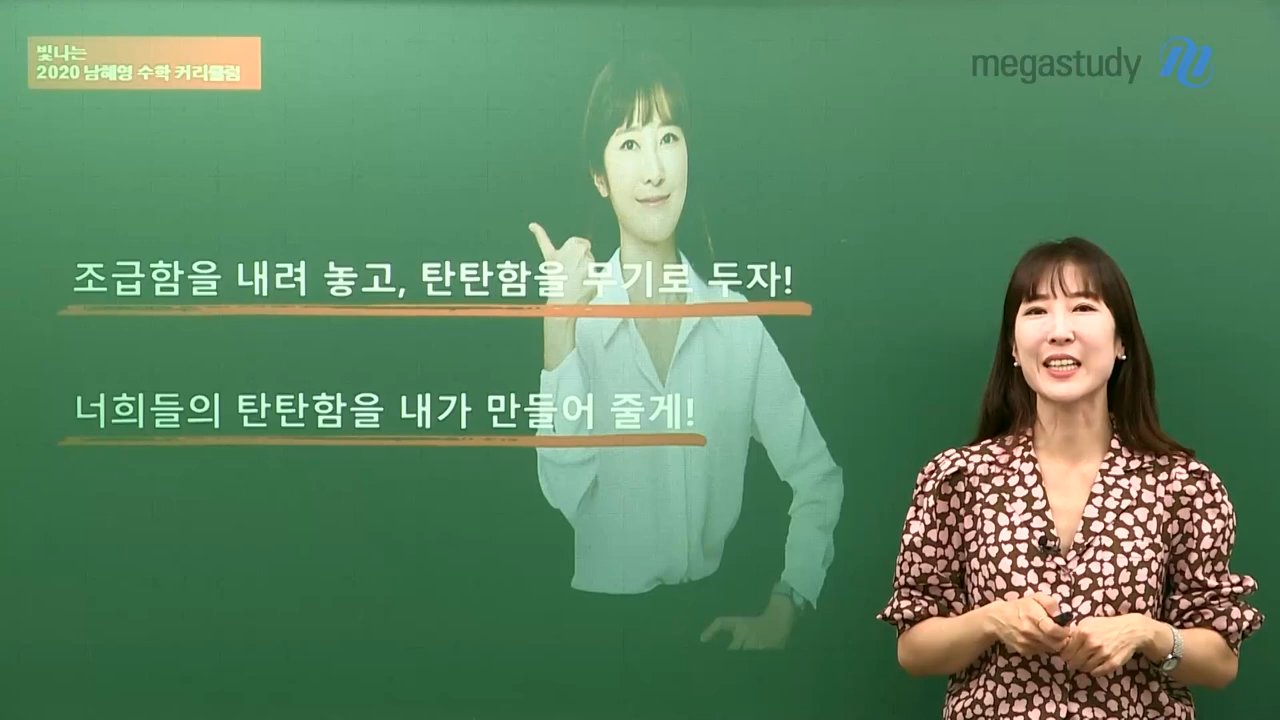 빛나는
2020 남혜영 수학 커리큘럼
megastudy
조급함을 내려 놓고, 탄탄함을 무기로 두자!
너희들의 탄탄함을 내가 만들어 줄게!